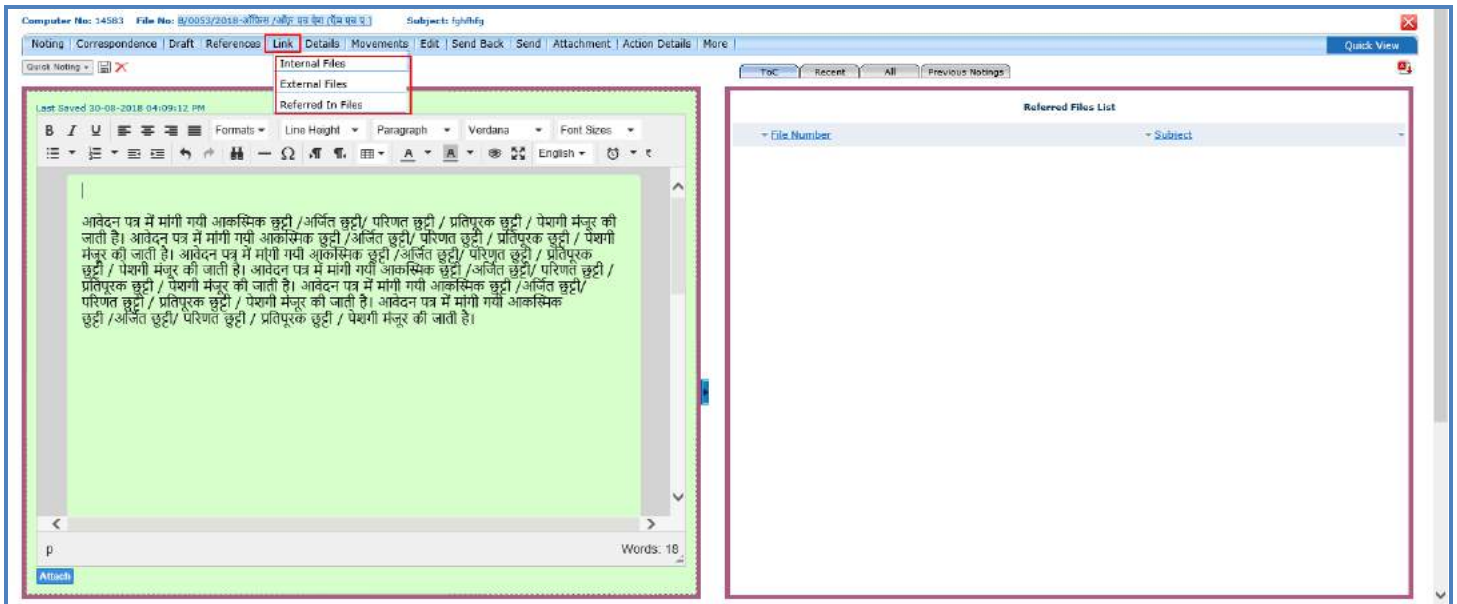 Computer No: 14583 File No: B/0053/2018-ऑफिस /ऑफ़ एच Subject: fghfhfg
Noting | Correspondence | Draft | References | Link | Details | Movements | Edit | Send Back | Send | Attachment | Action Details | More |
Quick View
Quick Noting
Internal Files
External Files
Referred In Files
ToC Recent All Previous Notings
Last Saved 30-08-2018 04:09:12 PM
B I U Formats Line Height Paragraph Verdana Font Sizes
Ω A A English
आवेदन पत्र में मांगी गयी आकस्मिक छुट्टी /अर्जित छुट्टी/ परिणत छुट्टी / प्रतिपूरक छुट्टी / पेशगी मंजूर की
जाती है। आवेदन पत्र में मांगी गयी आकस्मिक छुट्टी /अर्जित छुट्टी/ परिणत छुट्टी / प्रतिपूरक छुट्टी / पेशगी
मंजूर की जाती है। आवेदन पत्र में मांगी गयी आकस्मिक छुट्टी /अर्जित छुट्टी/ परिणत छुट्टी / प्रतिपूरक
छुट्टी / पेशगी मंजूर की जाती है। आवेदन पत्र में मांगी गयी आकस्मिक छुट्टी /अर्जित छुट्टी/ परिणत छुट्टी /
प्रतिपूरक छुट्टी / पेशगी मंजूर की जाती है। आवेदन पत्र में मांगी गयी आकस्मिक छुट्टी /अर्जित छुट्टी/
परिणत छुट्टी / प्रतिपूरक छुट्टी / पेशगी मंजूर की जाती है। आवेदन पत्र में मांगी गयी आकस्मिक
छुट्टी /अर्जित छुट्टी/ परिणत छुट्टी / प्रतिपूरक छुट्टी / पेशगी मंजूर की जाती है।
p Words: 18
Attach
Referred Files List
File Number Subject